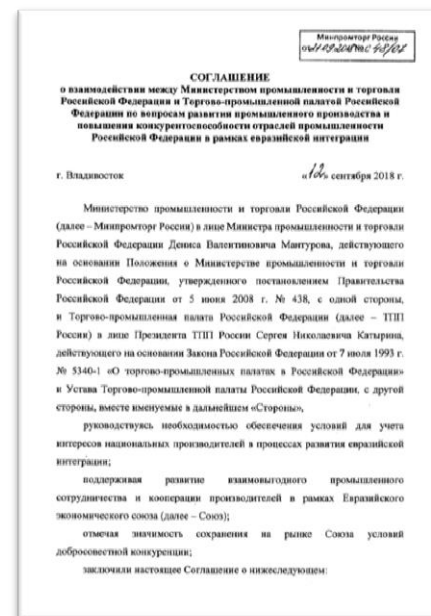 Минпромторг России
СОГЛАШЕНИЕ
о взаимодействии между Министерством промышленности и торговли
Российской Федерации и Торгово-промышленной палатой Российской
Федерации по вопросам развития промышленного производства и
повышения конкурентоспособности отраслей промышленности
Российской Федерации в рамках евразийской интеграции
г. Владивосток «12» сентября 2018 г.
Министерство промышленности и торговли Российской Федерации
(далее – Минпромторг России) в лице Министра промышленности и торговли
Российской Федерации Дениса Валентиновича Мантурова, действующего
на основании Положения о Министерстве промышленности и торговли
Российской Федерации, утвержденного постановлением Правительства
Российской Федерации от 5 июня 2008 г. № 438, с одной стороны,
и Торгово-промышленная палата Российской Федерации (далее – ТПП
России) в лице Президента ТПП России Сергея Николаевича Катырина,
действующего на основании Закона Российской Федерации от 7 июля 1993 г.
№ 5340-1 «О торгово-промышленных палатах в Российской Федерации»
и Устава Торгово-промышленной палаты Российской Федерации, с другой
стороны, вместе именуемые в дальнейшем «Стороны»,
руководствуясь необходимостью обеспечения условий для учета
интересов национальных производителей в процессах развития евразийской
интеграции;
поддерживая развитие взаимовыгодного промышленного
сотрудничества и кооперации производителей в рамках Евразийского
экономического союза (далее – Союз);
отмечая значимость сохранения на рынке Союза условий
добросовестной конкуренции;
заключили настоящее Соглашение о нижеследующем: